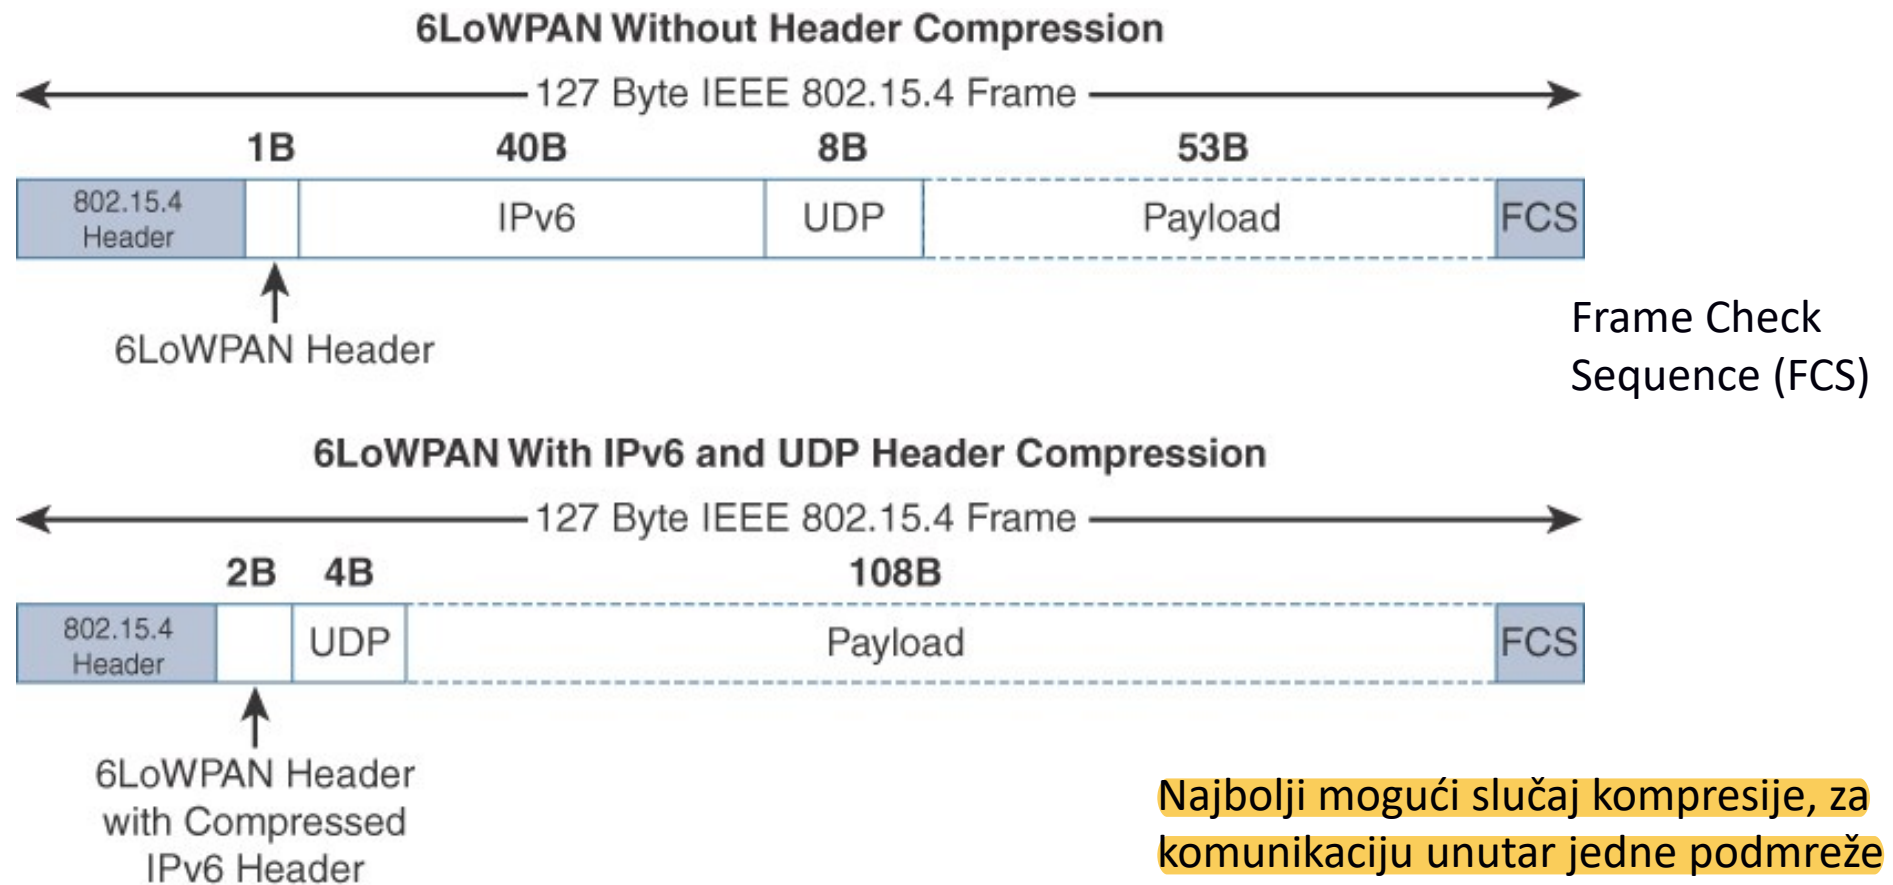 6LoWPAN Without Header Compression
127 Byte IEEE 802.15.4 Frame
1B 40B 8B 53B
802.15.4
Header
IPv6 UDP Payload FCS
6LoWPAN Header
Frame Check
Sequence (FCS)
6LoWPAN With IPv6 and UDP Header Compression
127 Byte IEEE 802.15.4 Frame
2B 4B 108B
802.15.4
Header
UDP Payload FCS
6LoWPAN Header
with Compressed
IPv6 Header
Najbolji mogući slučaj kompresije, za
komunikaciju unutar jedne podmreže